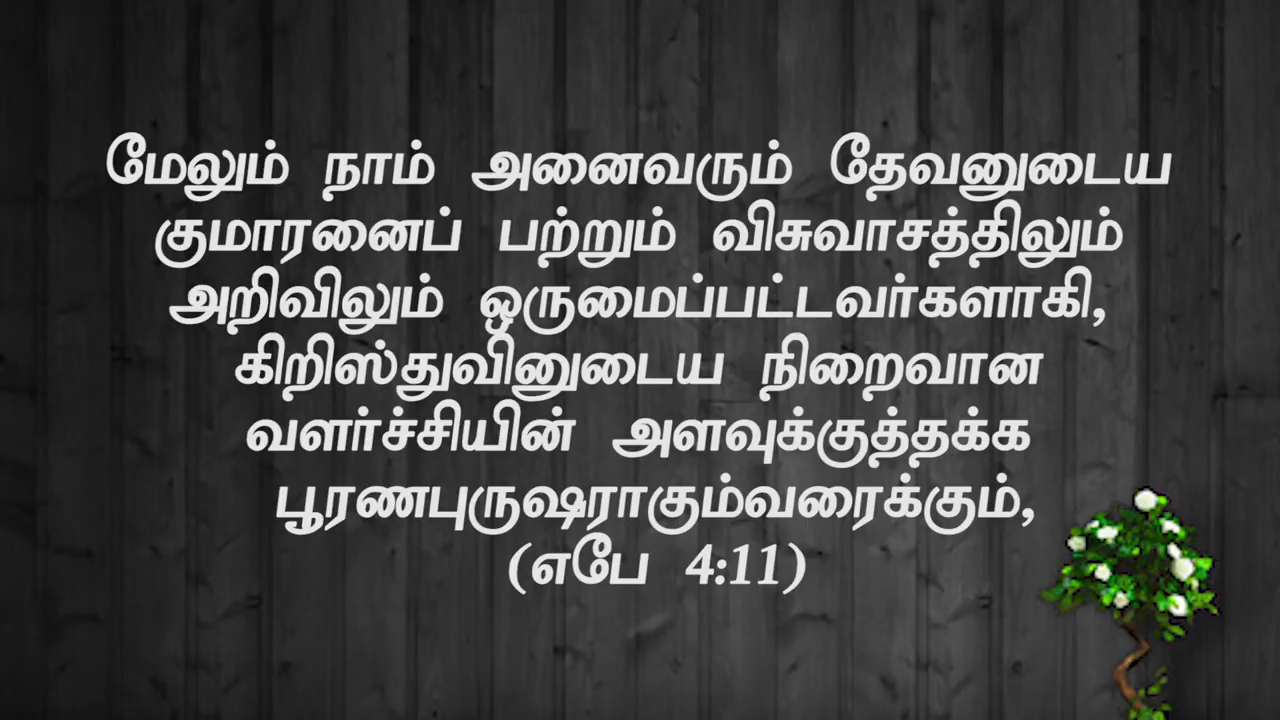 மேலும் நாம் அனைவரும் தேவனுடைய
குமாரனைப் பற்றும் விசுவாசத்திலும்
அறிவிலும் ஒருமைப்பட்டவர்களாகி,
கிறிஸ்துவினுடைய நிறைவான
வளர்ச்சியின் அளவுக்குத்தக்க
பூரணபுருஷராகும்வரைக்கும்,
(எபே 4:11)